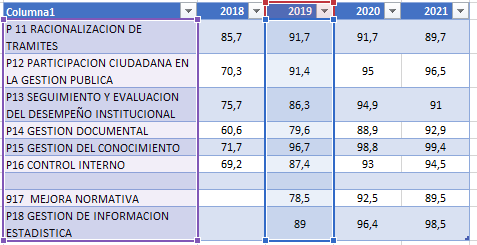 Columna1 2018 2019 2020 2021
P 11 RACIONALIZACION DE
TRAMITES 85,7 91,7 91,7 89,7
P12 PARTICIPACION CIUDADANA EN
LA GESTION PUBLICA 70,3 91,4 95 96,5
P13 SEGUIMIENTO Y EVALUACION
DEL DESEMPEÑO INSTITUCIONAL 75,7 86,3 94,9 91
P14 GESTION DOCUMENTAL 60,6 79,6 88,9 92,9
P15 GESTION DEL CONOCIMIENTO 71,7 96,7 98,8 99,4
P16 CONTROL INTERNO 69,2 87,4 93 94,5
917 MEJORA NORMATIVA 78,5 92,5 89,5
P18 GESTION DE INFORMACION
ESTADISTICA 89 96,4 98,5